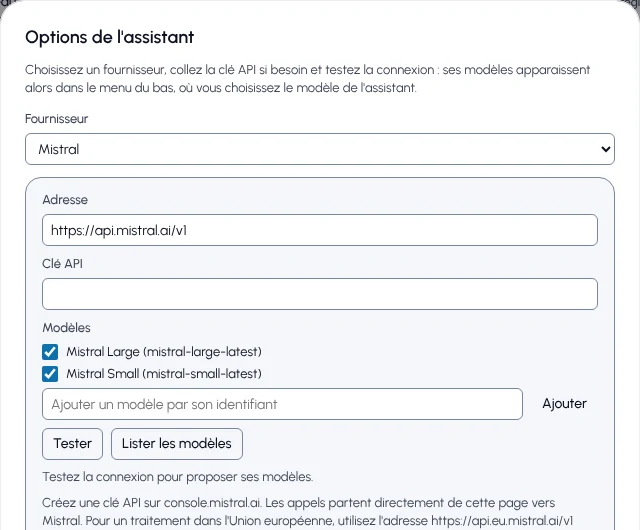 Options de l'assistant
Choisissez un fournisseur, collez la clé API si besoin et testez la connexion : ses modèles apparaissent
alors dans le menu du bas, où vous choisissez le modèle de l'assistant.
Fournisseur
Mistral
Adresse
https://api.mistral.ai/v1
Clé API
Modèles
Mistral Large (mistral-large-latest)
Mistral Small (mistral-small-latest)
Ajouter un modèle par son identifiant
Ajouter
Tester
Lister les modèles
Testez la connexion pour proposer ses modèles.
Créez une clé API sur console.mistral.ai. Les appels partent directement de cette page vers
Mistral. Pour un traitement dans l'Union européenne, utilisez l'adresse https://api.eu.mistral.ai/v1